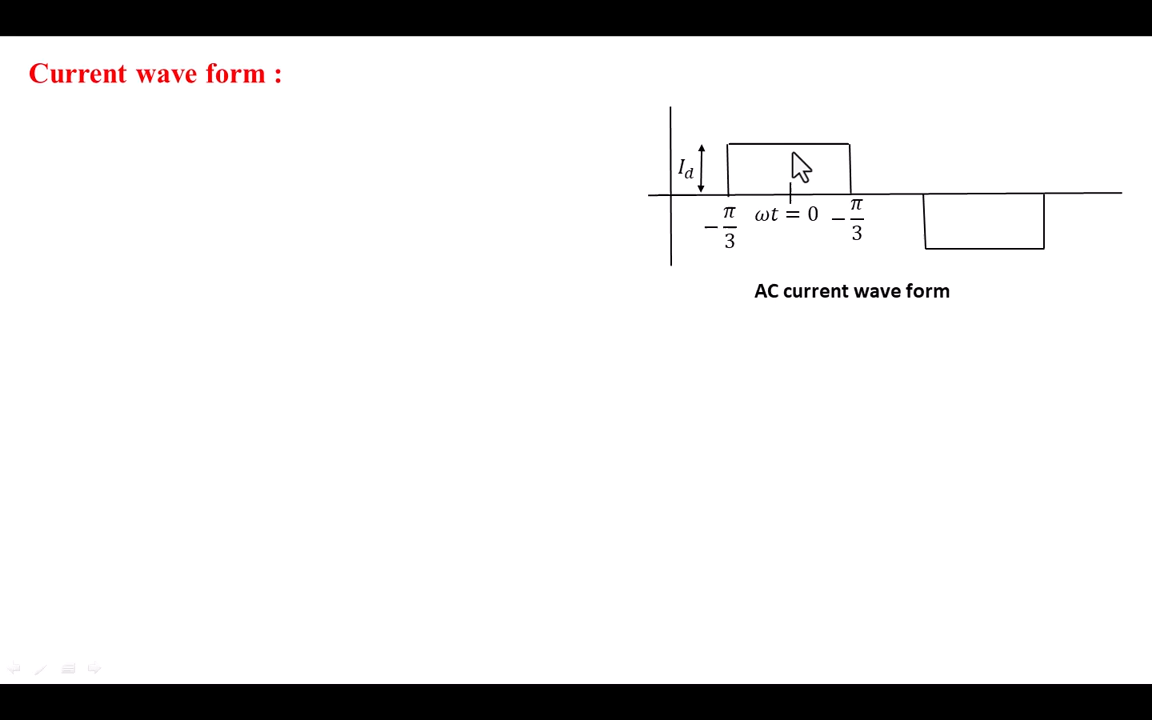 Current wave form :
I_d
-π/3 ωt = 0 -π/3
AC current wave form